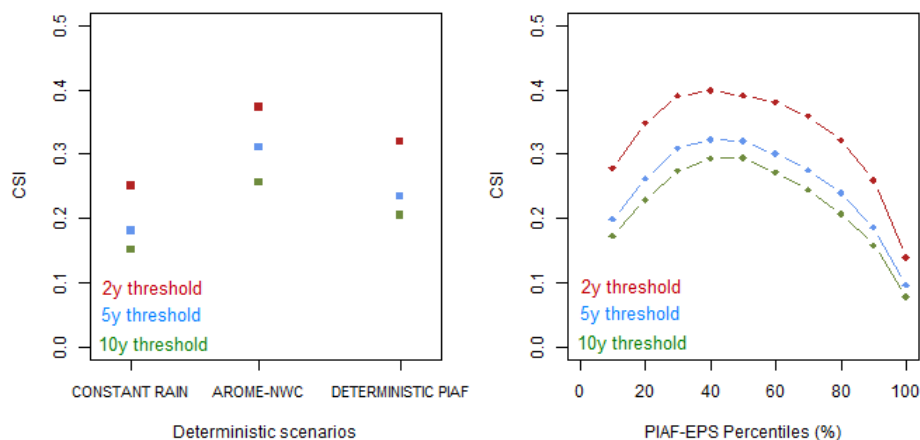 CSI
0.5
0.4
0.3
0.2
0.1
0.0
2y threshold
5y threshold
10y threshold
CONSTANT RAIN AROME-NWC DETERMINISTIC PIAF
Deterministic scenarios
CSI
0.5
0.4
0.3
0.2
0.1
0.0
2y threshold
5y threshold
10y threshold
0 20 40 60 80 100
PIAF-EPS Percentiles (%)